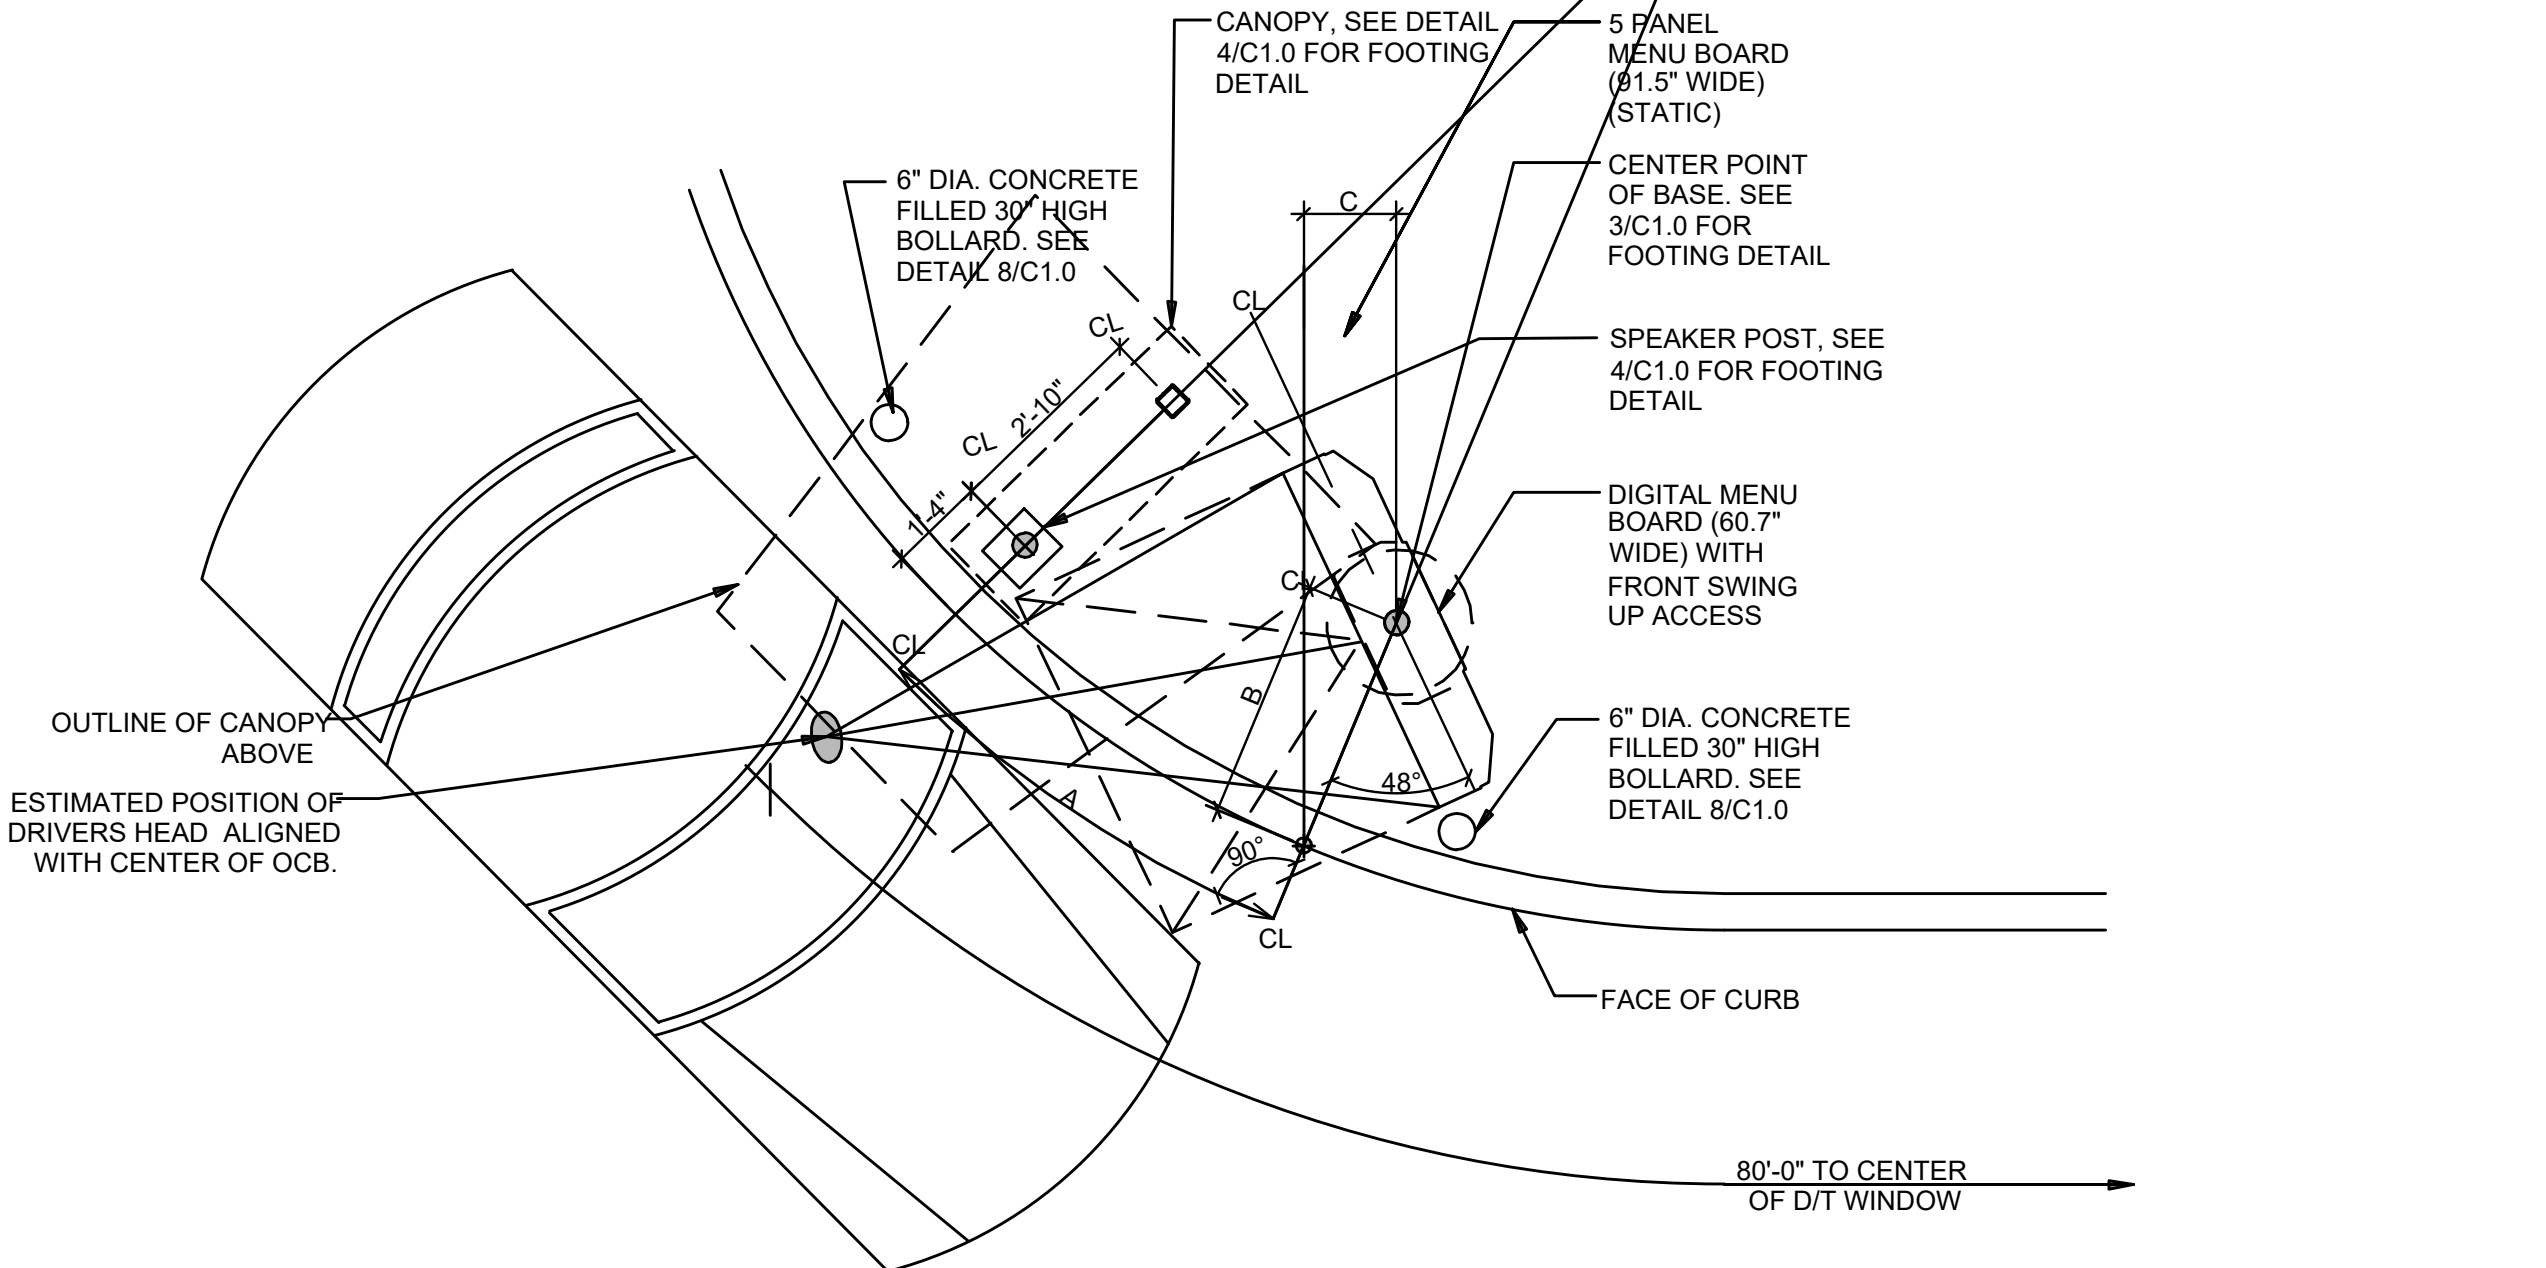 CANOPY, SEE DETAIL
4/C1.0 FOR FOOTING
DETAIL
5 PANEL
MENU BOARD
(91.5" WIDE)
(STATIC)
6" DIA. CONCRETE
FILLED 30" HIGH
BOLLARD. SEE
DETAIL 8/C1.0
CENTER POINT
OF BASE. SEE
3/C1.0 FOR
FOOTING DETAIL
C
CL
CL
SPEAKER POST, SEE
4/C1.0 FOR FOOTING
DETAIL
2'-10"
CL
1'-4"
DIGITAL MENU
BOARD (60.7"
WIDE) WITH
FRONT SWING
UP ACCESS
CL
CL
B
OUTLINE OF CANOPY
ABOVE
6" DIA. CONCRETE
FILLED 30" HIGH
BOLLARD. SEE
DETAIL 8/C1.0
48°
A
ESTIMATED POSITION OF
DRIVERS HEAD ALIGNED
WITH CENTER OF OCB.
90°
CL
FACE OF CURB
80'-0" TO CENTER
OF D/T WINDOW